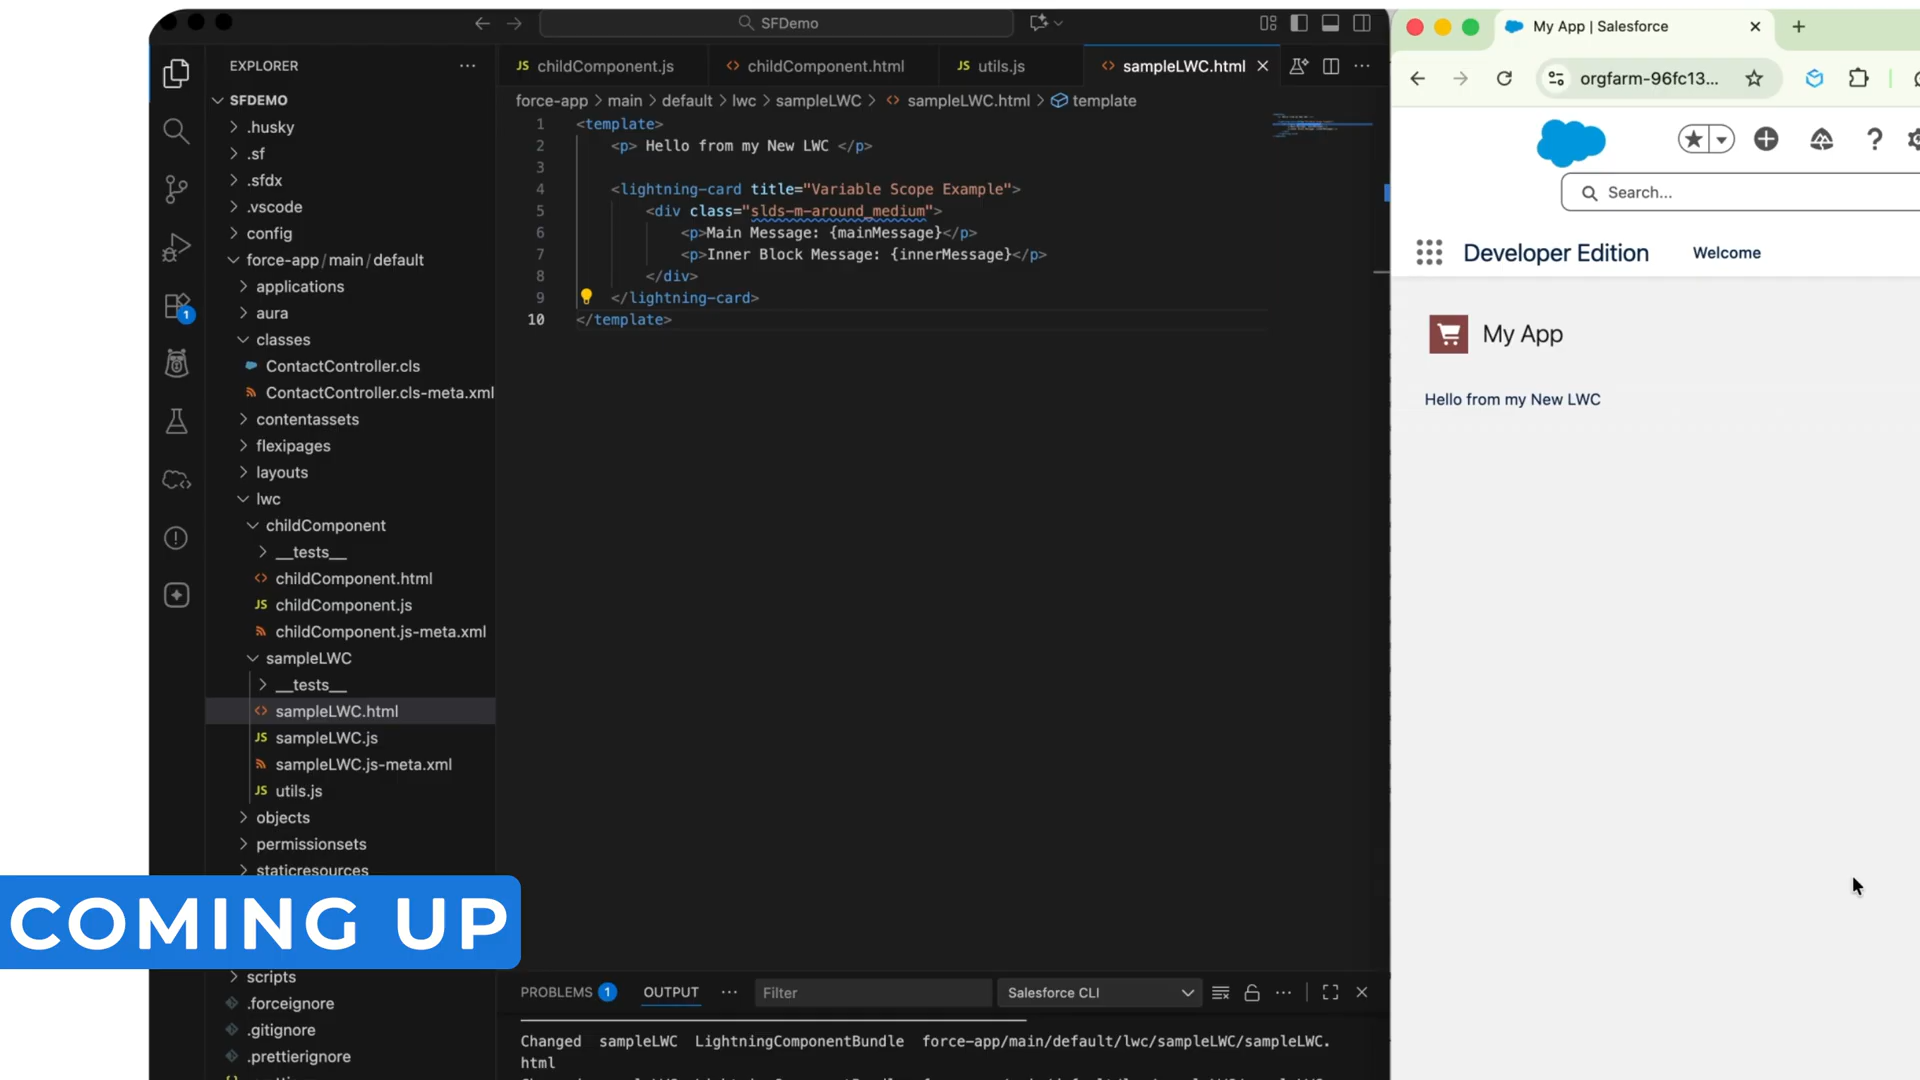 SFDemo
EXPLORER
SFDEMO
.husky
.sf
.sfdx
.vscode
config
force-app/main/default
applications
aura
classes
ContactController.cls
ContactController.cls-meta.xml
contentassets
flexipages
layouts
lwc
childComponent
__tests__
childComponent.html
childComponent.js
childComponent.js-meta.xml
sampleLWC
__tests__
sampleLWC.html
sampleLWC.js
sampleLWC.js-meta.xml
utils.js
objects
permissionsets
staticresources
COMING UP
scripts
.forceignore
.gitignore
.prettierignore
1
JS childComponent.js
childComponent.html
JS utils.js
sampleLWC.html
force-app > main > default > lwc > sampleLWC > sampleLWC.html > template
1 <template>
2 <p> Hello from my New LWC </p>
3
4 <lightning-card title="Variable Scope Example">
5 <div class="slds-m-around_medium">
6 <p>Main Message: {mainMessage}</p>
7 <p>Inner Block Message: {innerMessage}</p>
8 </div>
9 </lightning-card>
10 </template>
PROBLEMS 1 OUTPUT Filter Salesforce CLI
Changed sampleLWC LightningComponentBundle force-app/main/default/lwc/sampleLWC/sampleLWC.
html
My App | Salesforce
orgfarm-96fc13...
Search...
Developer Edition Welcome
My App
Hello from my New LWC